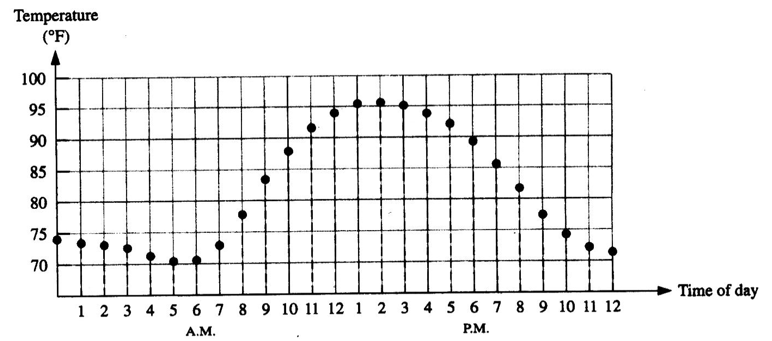 Temperature
(°F)
100
95
90
85
80
75
70
1 2 3 4 5 6 7 8 9 10 11 12 1 2 3 4 5 6 7 8 9 10 11 12
Time of day
A.M. P.M.